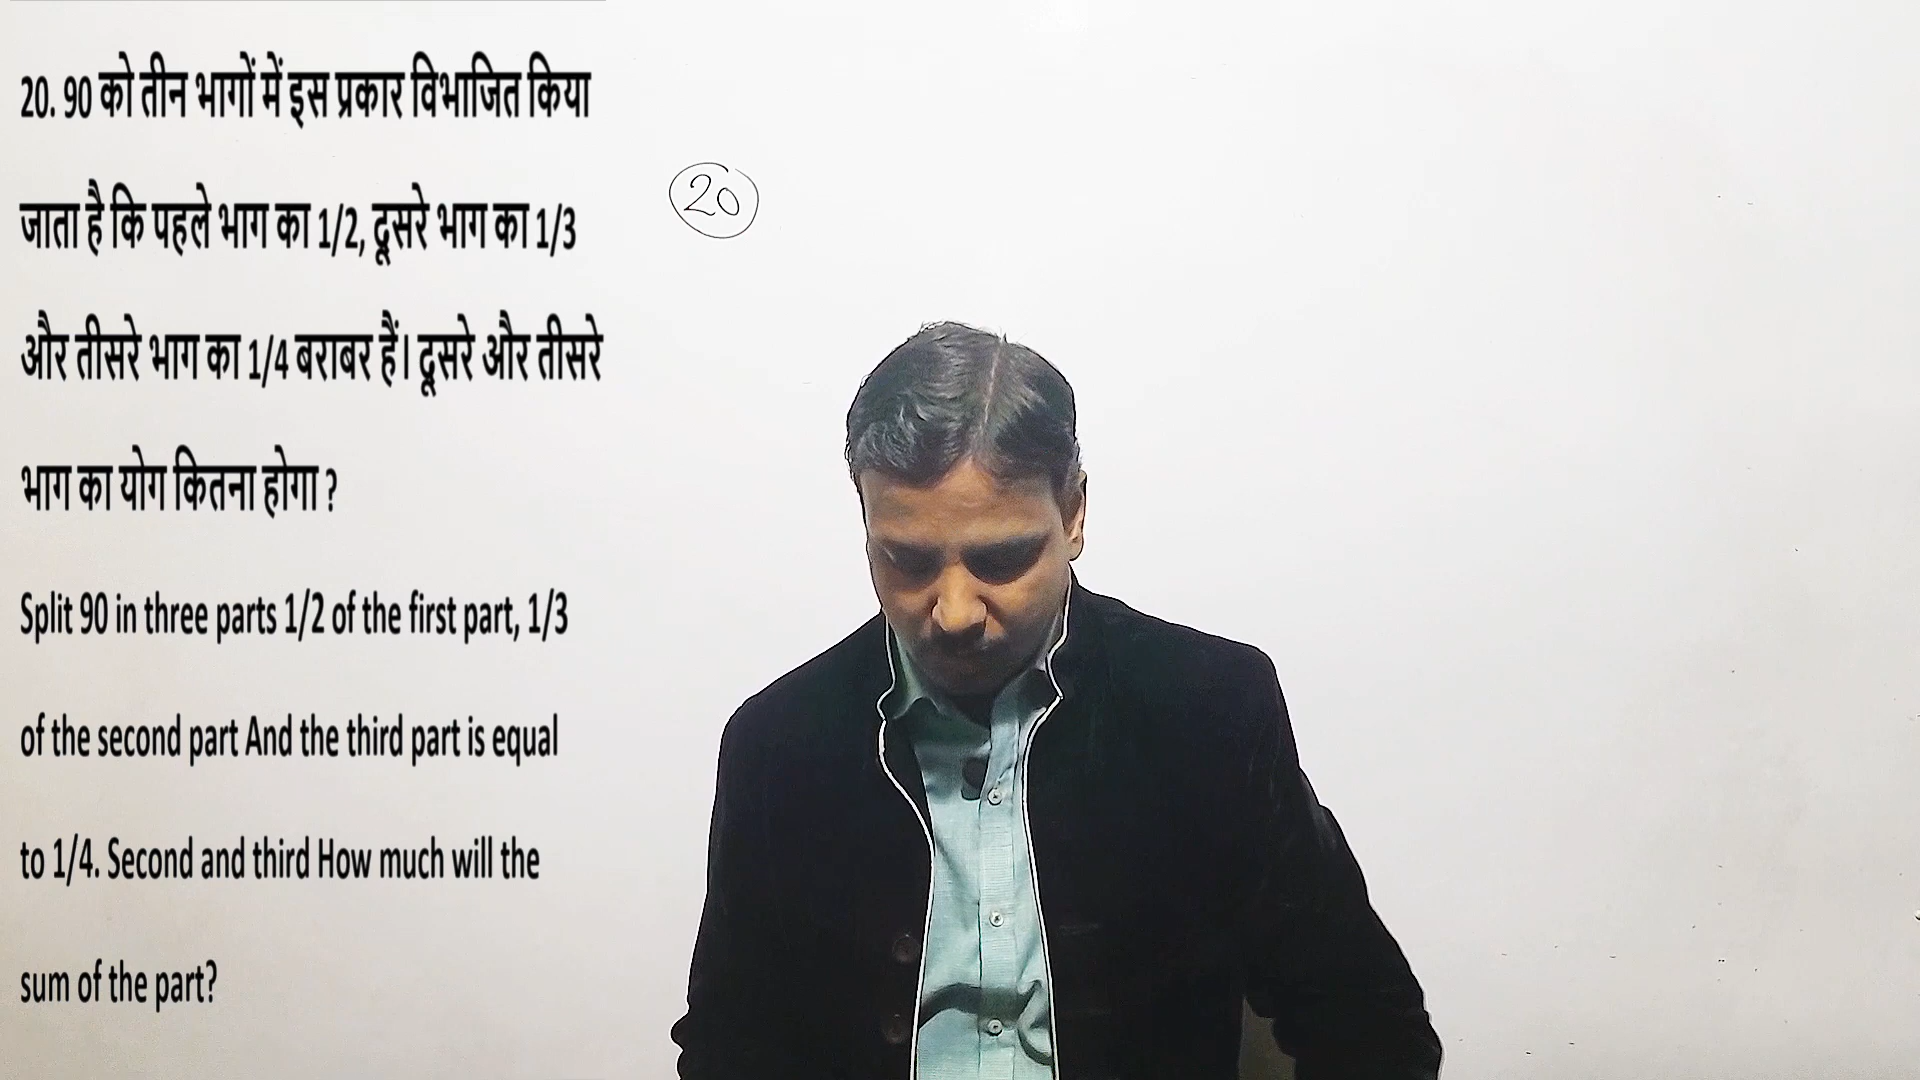 20. 90 को तीन भागों में इस प्रकार विभाजित किया
जाता है कि पहले भाग का 1/2, दूसरे भाग का 1/3
और तीसरे भाग का 1/4 बराबर हैं। दूसरे और तीसरे
भाग का योग कितना होगा ?
Split 90 in three parts 1/2 of the first part, 1/3
of the second part And the third part is equal
to 1/4. Second and third How much will the
sum of the part?
20